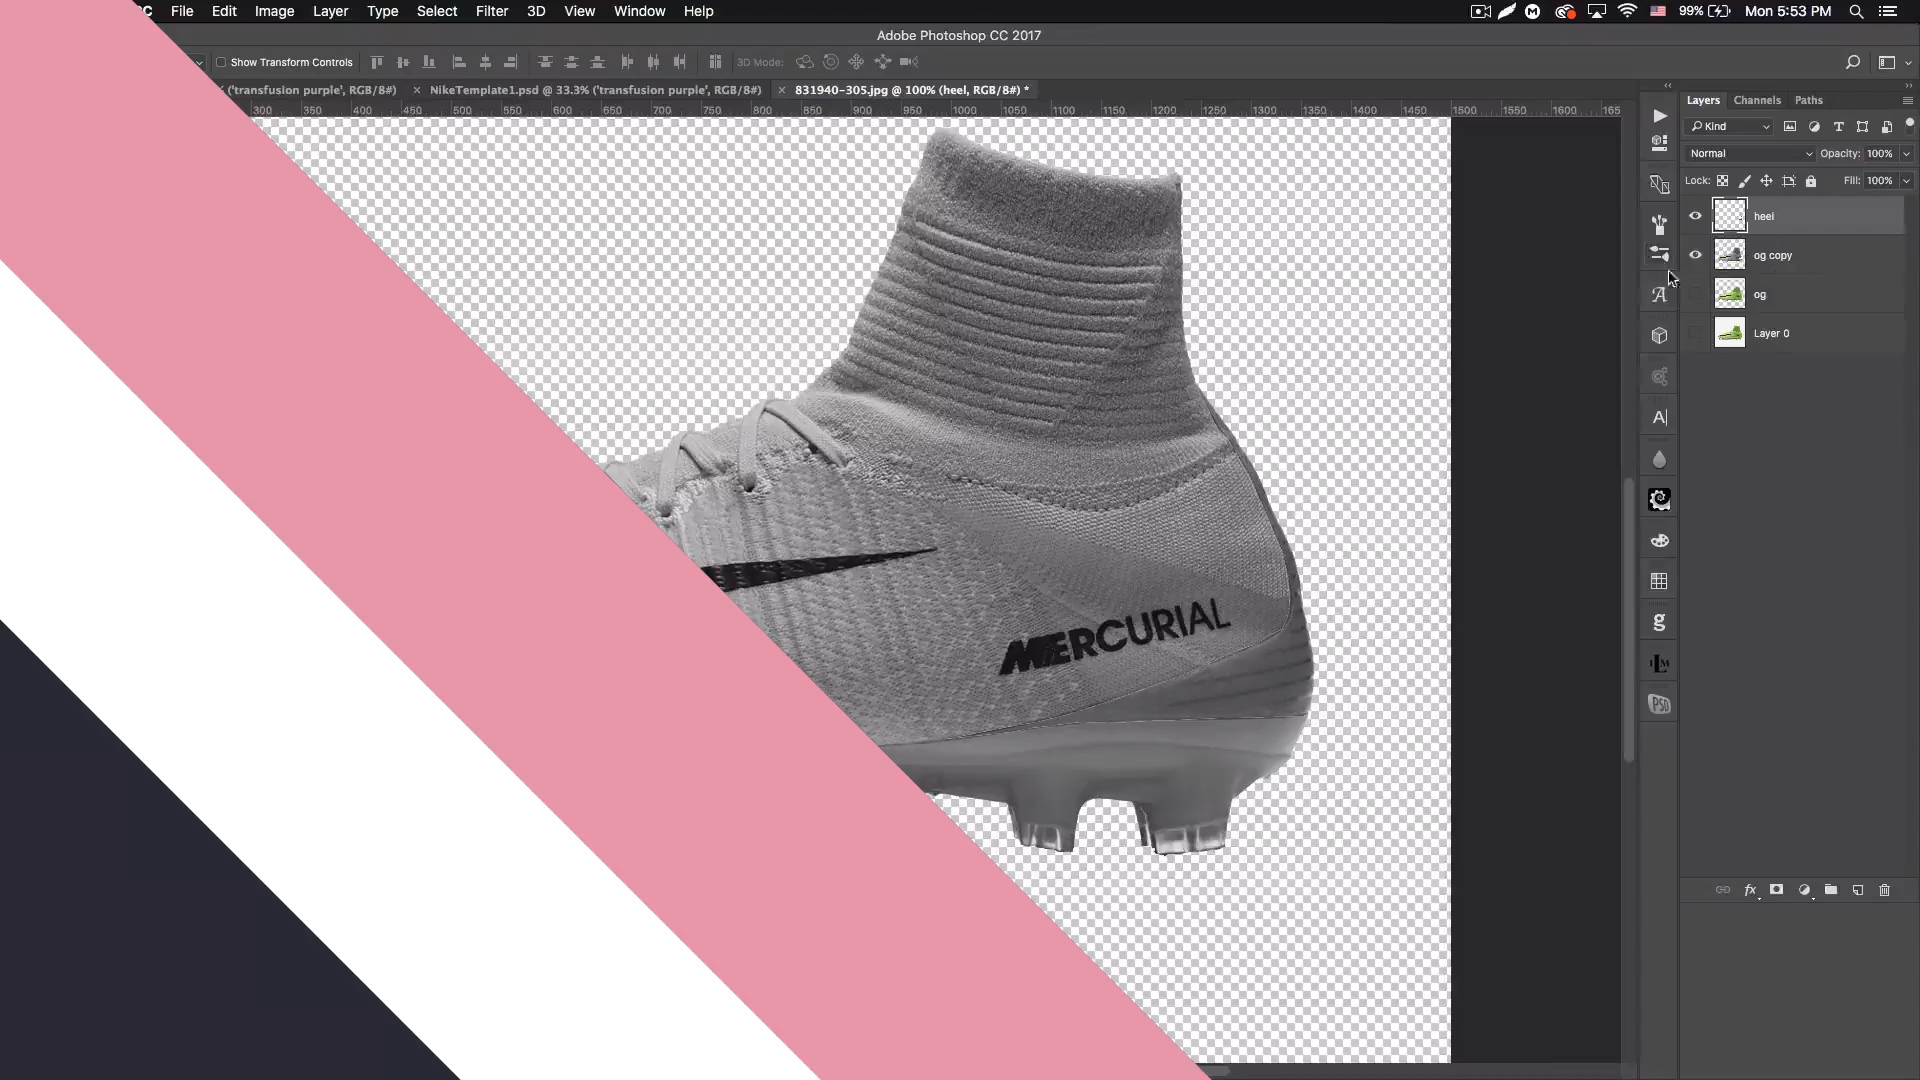 CC File Edit Image Layer Type Select Filter 3D View Window Help
99% Mon 5:53 PM
Adobe Photoshop CC 2017
Show Transform Controls 3D Mode:
('transfusion purple', RGB/8#) × NikeTemplate1.psd @ 33.3% ('transfusion purple', RGB/8#) × 831940-305.jpg @ 100% (heel, RGB/8#) *
300 350 400 450 500 550 600 650 700 750 800 850 900 950 1000 1050 1100 1150 1200 1250 1300 1350 1400 1450 1500 1550 1600 165
Layers Channels Paths
Kind
Normal Opacity: 100%
Lock: Fill: 100%
heel
og copy
og
Layer 0
MERCURIAL
A
A|
g
LM
PSD
fx